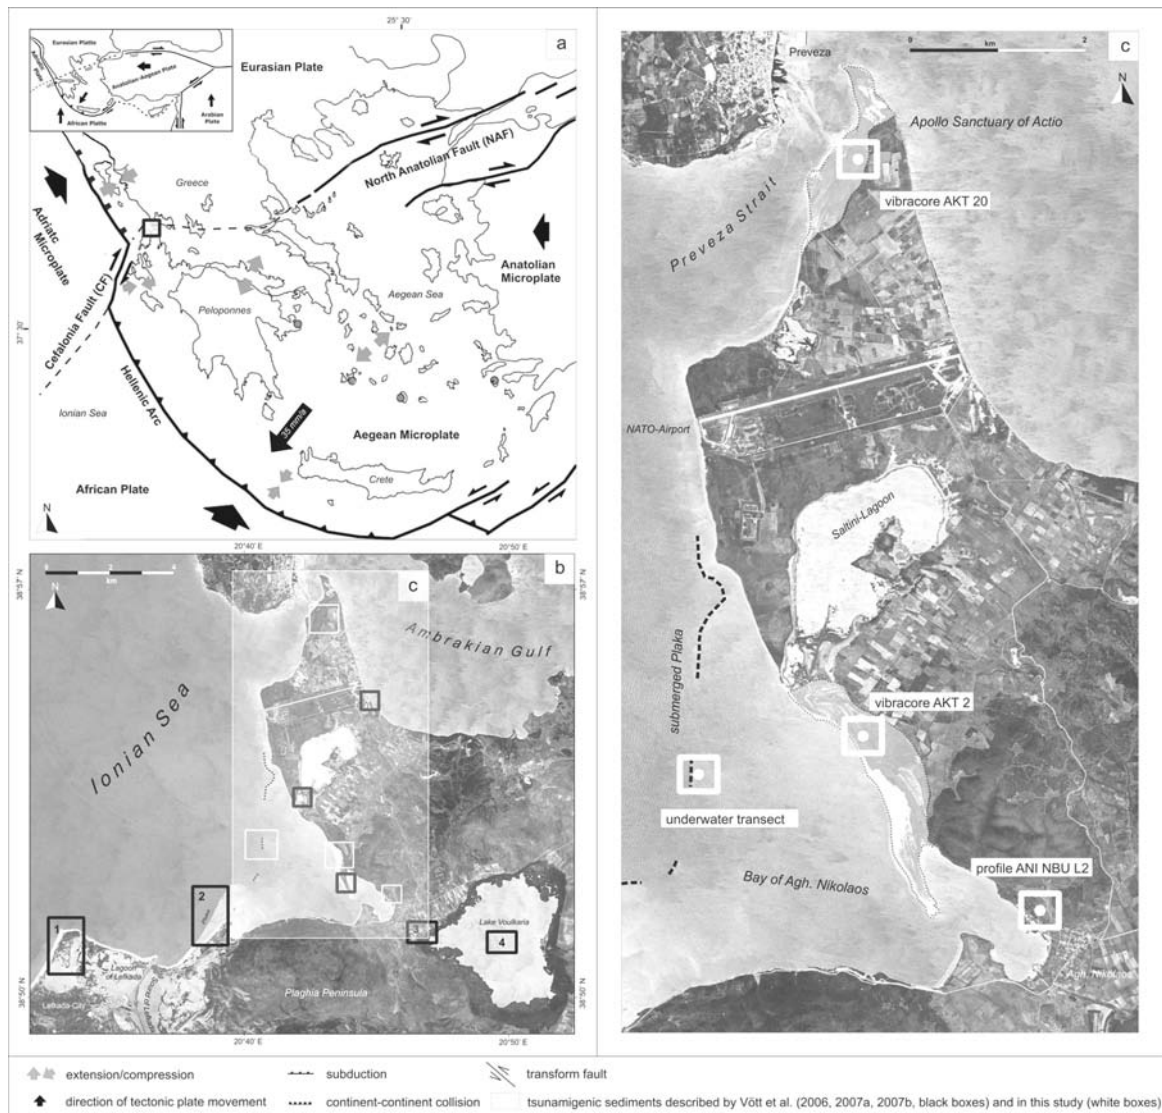 25° 30'
a
Eurasian Platte
Adriatic Plate
Anatolian-Aegean Plate
African Platte
Arabian
Plate
Eurasian Plate
North Anatolian Fault (NAF)
Greece
Adriatc
Microplate
Anatolian
Microplate
Aegean Sea
Peloponnes
Cefalonia Fault (CF)
37° 30'
Hellenic Arc
Ionian Sea
35 mm/a
Aegean Microplate
African Plate
Crete
N
20°40' E
20°50' E
b
0 2 4
km
38°57' N
38°57' N
N
c
Ambrakian Gulf
Ionian Sea
1
2
3
4
Lake Voulkaria
Lagoon
of Lefkada
Lefkada-City
Plaghia Peninsula
38°50' N
38°50' N
20°40' E
20°50' E
c
Preveza
0 2
km
N
Apollo Sanctuary of Actio
vibracore AKT 20
Preveza Strait
NATO-Airport
Saltini-Lagoon
submerged Plaka
vibracore AKT 2
underwater transect
profile ANI NBU L2
Bay of Agh. Nikolaos
Agh. Nikolaos
extension/compression
subduction
transform fault
direction of tectonic plate movement
continent-continent collision
tsunamigenic sediments described by Vött et al. (2006, 2007a, 2007b, black boxes) and in this study (white boxes)